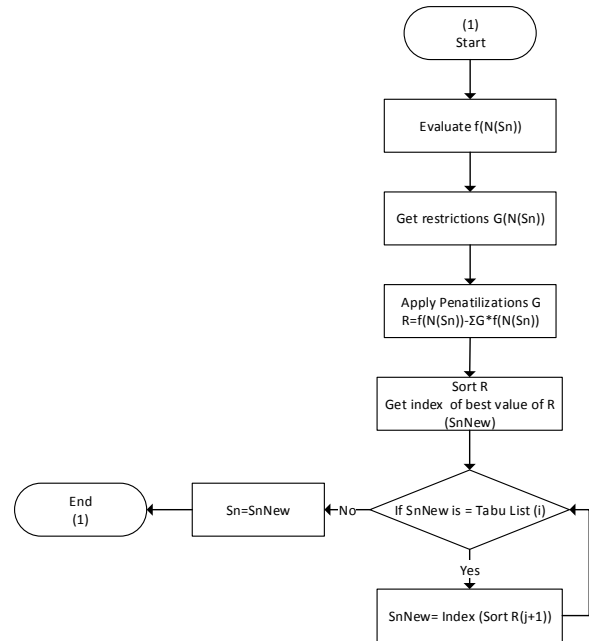 (1)
Start
Evaluate f(N(Sn))
Get restrictions G(N(Sn))
Apply Penatilizations G
R=f(N(Sn))-ΣG*f(N(Sn))
Sort R
Get index of best value of R
(SnNew)
If SnNew is = Tabu List (i)
No
Sn=SnNew
End
(1)
Yes
SnNew= Index (Sort R(j+1))